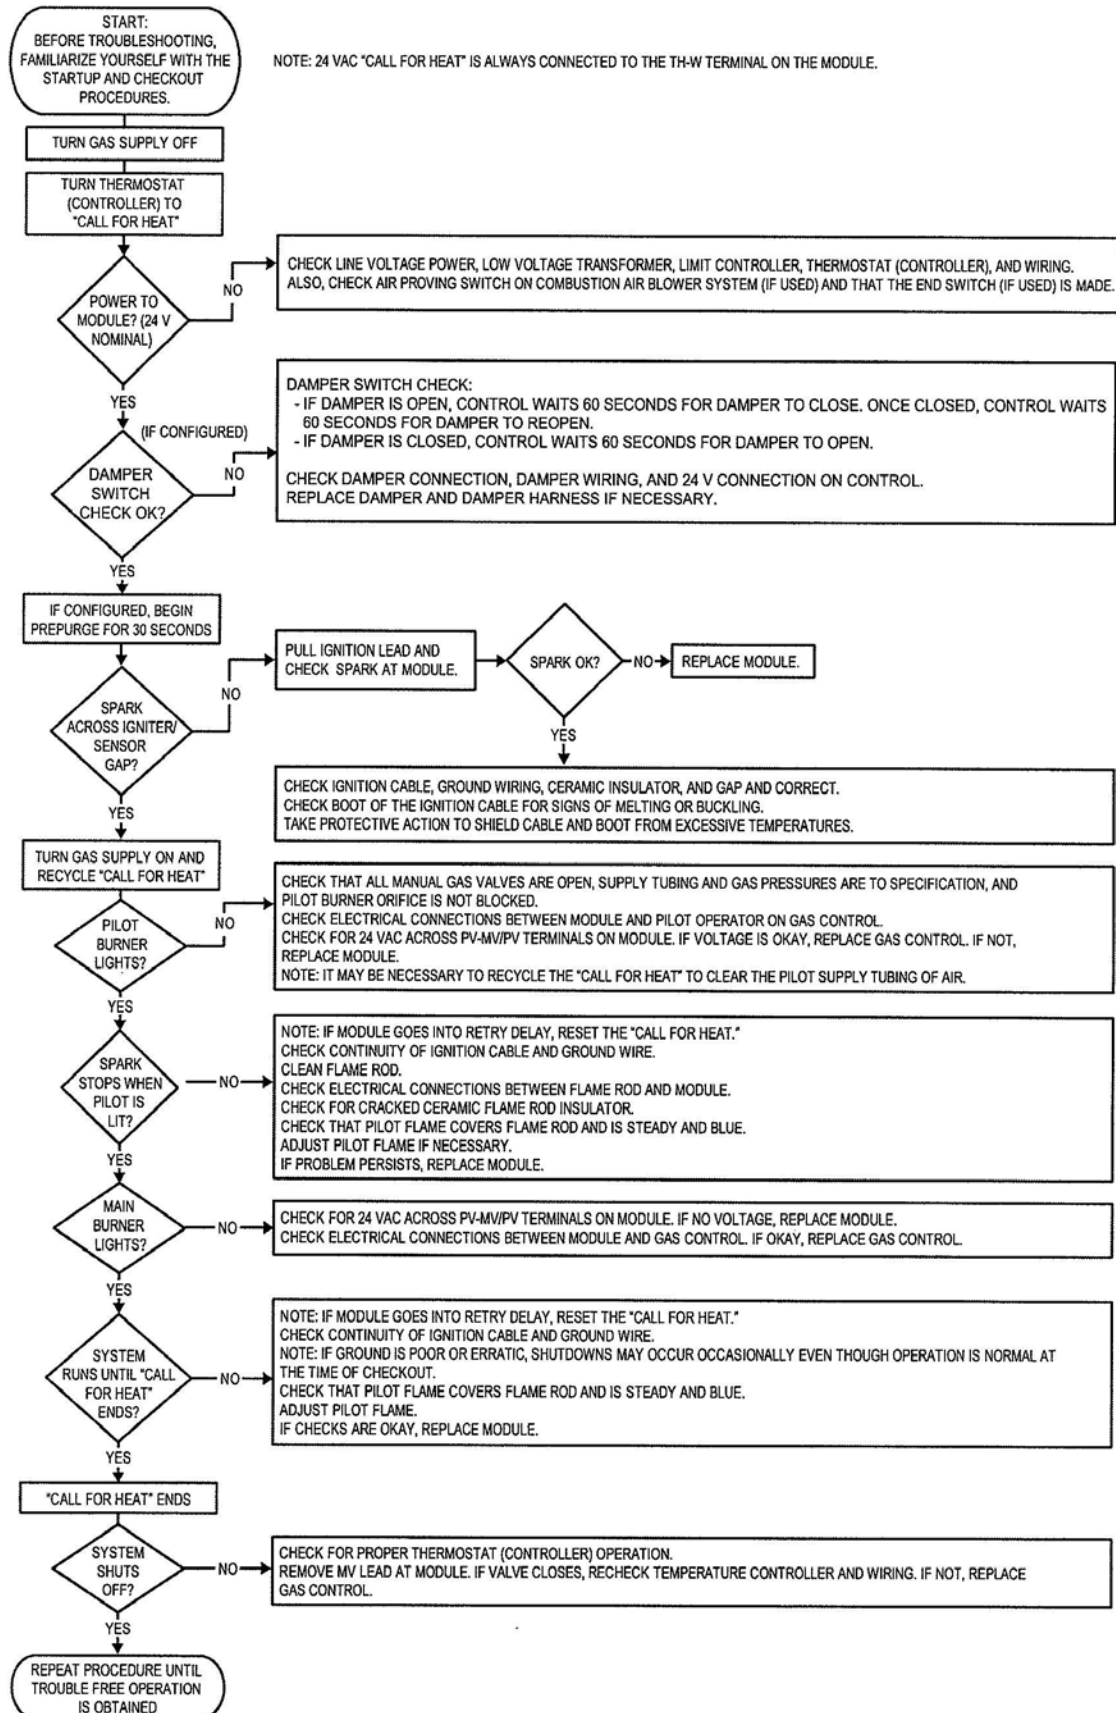 START:
BEFORE TROUBLESHOOTING,
FAMILIARIZE YOURSELF WITH THE
STARTUP AND CHECKOUT
PROCEDURES.
NOTE: 24 VAC "CALL FOR HEAT" IS ALWAYS CONNECTED TO THE TH-W TERMINAL ON THE MODULE.
TURN GAS SUPPLY OFF
TURN THERMOSTAT
(CONTROLLER) TO
"CALL FOR HEAT"
POWER TO
MODULE? (24 V
NOMINAL)
NO
CHECK LINE VOLTAGE POWER, LOW VOLTAGE TRANSFORMER, LIMIT CONTROLLER, THERMOSTAT (CONTROLLER), AND WIRING.
ALSO, CHECK AIR PROVING SWITCH ON COMBUSTION AIR BLOWER SYSTEM (IF USED) AND THAT THE END SWITCH (IF USED) IS MADE.
YES
(IF CONFIGURED)
DAMPER
SWITCH
CHECK OK?
NO
DAMPER SWITCH CHECK:
- IF DAMPER IS OPEN, CONTROL WAITS 60 SECONDS FOR DAMPER TO CLOSE. ONCE CLOSED, CONTROL WAITS
60 SECONDS FOR DAMPER TO REOPEN.
- IF DAMPER IS CLOSED, CONTROL WAITS 60 SECONDS FOR DAMPER TO OPEN.
CHECK DAMPER CONNECTION, DAMPER WIRING, AND 24 V CONNECTION ON CONTROL.
REPLACE DAMPER AND DAMPER HARNESS IF NECESSARY.
YES
IF CONFIGURED, BEGIN
PREPURGE FOR 30 SECONDS
SPARK
ACROSS IGNITER/
SENSOR
GAP?
NO
PULL IGNITION LEAD AND
CHECK SPARK AT MODULE.
SPARK OK?
NO
REPLACE MODULE.
YES
CHECK IGNITION CABLE, GROUND WIRING, CERAMIC INSULATOR, AND GAP AND CORRECT.
CHECK BOOT OF THE IGNITION CABLE FOR SIGNS OF MELTING OR BUCKLING.
TAKE PROTECTIVE ACTION TO SHIELD CABLE AND BOOT FROM EXCESSIVE TEMPERATURES.
YES
TURN GAS SUPPLY ON AND
RECYCLE "CALL FOR HEAT"
PILOT
BURNER
LIGHTS?
NO
CHECK THAT ALL MANUAL GAS VALVES ARE OPEN, SUPPLY TUBING AND GAS PRESSURES ARE TO SPECIFICATION, AND
PILOT BURNER ORIFICE IS NOT BLOCKED.
CHECK ELECTRICAL CONNECTIONS BETWEEN MODULE AND PILOT OPERATOR ON GAS CONTROL.
CHECK FOR 24 VAC ACROSS PV-MV/PV TERMINALS ON MODULE. IF VOLTAGE IS OKAY, REPLACE GAS CONTROL. IF NOT,
REPLACE MODULE.
NOTE: IT MAY BE NECESSARY TO RECYCLE THE "CALL FOR HEAT" TO CLEAR THE PILOT SUPPLY TUBING OF AIR.
YES
SPARK
STOPS WHEN
PILOT IS
LIT?
NO
NOTE: IF MODULE GOES INTO RETRY DELAY, RESET THE "CALL FOR HEAT."
CHECK CONTINUITY OF IGNITION CABLE AND GROUND WIRE.
CLEAN FLAME ROD.
CHECK ELECTRICAL CONNECTIONS BETWEEN FLAME ROD AND MODULE.
CHECK FOR CRACKED CERAMIC FLAME ROD INSULATOR.
CHECK THAT PILOT FLAME COVERS FLAME ROD AND IS STEADY AND BLUE.
ADJUST PILOT FLAME IF NECESSARY.
IF PROBLEM PERSISTS, REPLACE MODULE.
YES
MAIN
BURNER
LIGHTS?
NO
CHECK FOR 24 VAC ACROSS PV-MV/PV TERMINALS ON MODULE. IF NO VOLTAGE, REPLACE MODULE.
CHECK ELECTRICAL CONNECTIONS BETWEEN MODULE AND GAS CONTROL. IF OKAY, REPLACE GAS CONTROL.
YES
SYSTEM
RUNS UNTIL "CALL
FOR HEAT"
ENDS?
NO
NOTE: IF MODULE GOES INTO RETRY DELAY, RESET THE "CALL FOR HEAT."
CHECK CONTINUITY OF IGNITION CABLE AND GROUND WIRE.
NOTE: IF GROUND IS POOR OR ERRATIC, SHUTDOWNS MAY OCCUR OCCASIONALLY EVEN THOUGH OPERATION IS NORMAL AT
THE TIME OF CHECKOUT.
CHECK THAT PILOT FLAME COVERS FLAME ROD AND IS STEADY AND BLUE.
ADJUST PILOT FLAME.
IF CHECKS ARE OKAY, REPLACE MODULE.
YES
"CALL FOR HEAT" ENDS
SYSTEM
SHUTS
OFF?
NO
CHECK FOR PROPER THERMOSTAT (CONTROLLER) OPERATION.
REMOVE MV LEAD AT MODULE. IF VALVE CLOSES, RECHECK TEMPERATURE CONTROLLER AND WIRING. IF NOT, REPLACE
GAS CONTROL.
YES
REPEAT PROCEDURE UNTIL
TROUBLE FREE OPERATION
IS OBTAINED